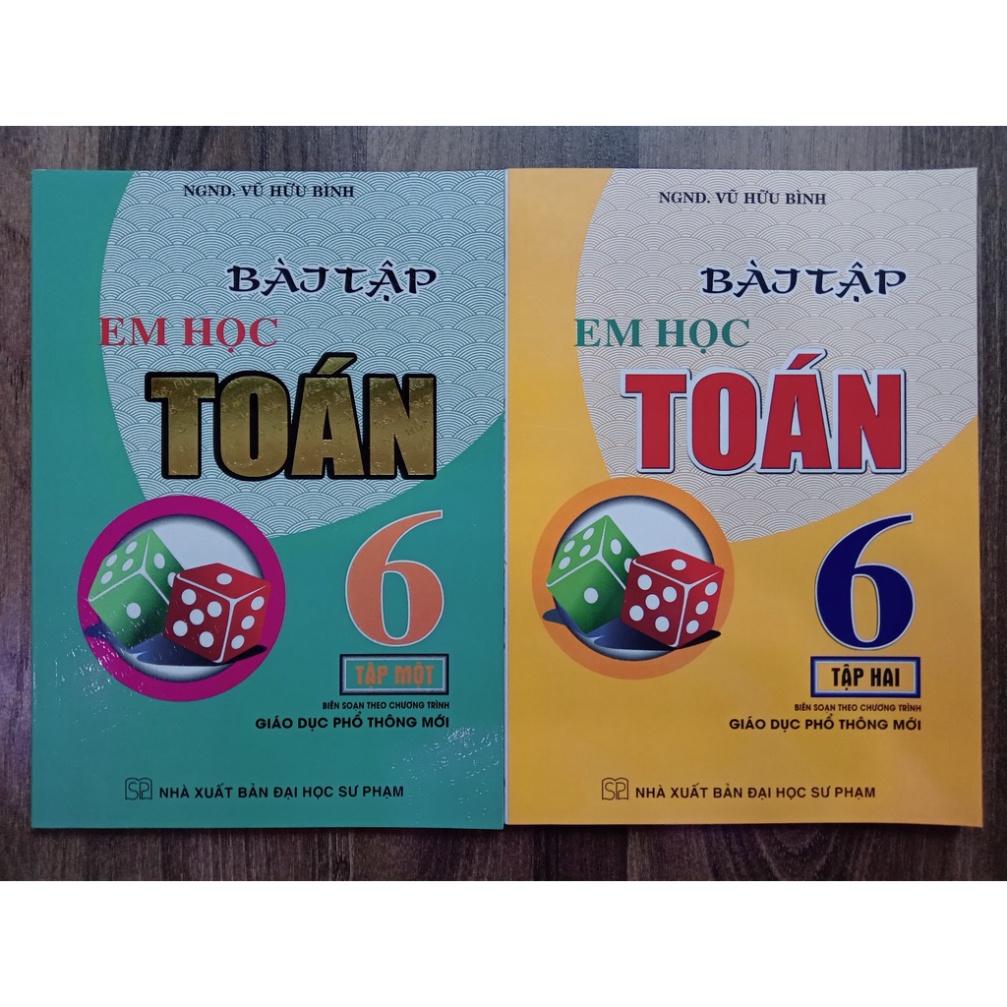 NGND. VŨ HỮU BÌNH
BÀI TẬP
EM HỌC
TOÁN
6
TẬP MỘT
BIÊN SOẠN THEO CHƯƠNG TRÌNH
GIÁO DỤC PHỔ THÔNG MỚI
SP NHÀ XUẤT BẢN ĐẠI HỌC SƯ PHẠM
NGND. VŨ HỮU BÌNH
BÀI TẬP
EM HỌC
TOÁN
6
TẬP HAI
BIÊN SOẠN THEO CHƯƠNG TRÌNH
GIÁO DỤC PHỔ THÔNG MỚI
SP NHÀ XUẤT BẢN ĐẠI HỌC SƯ PHẠM